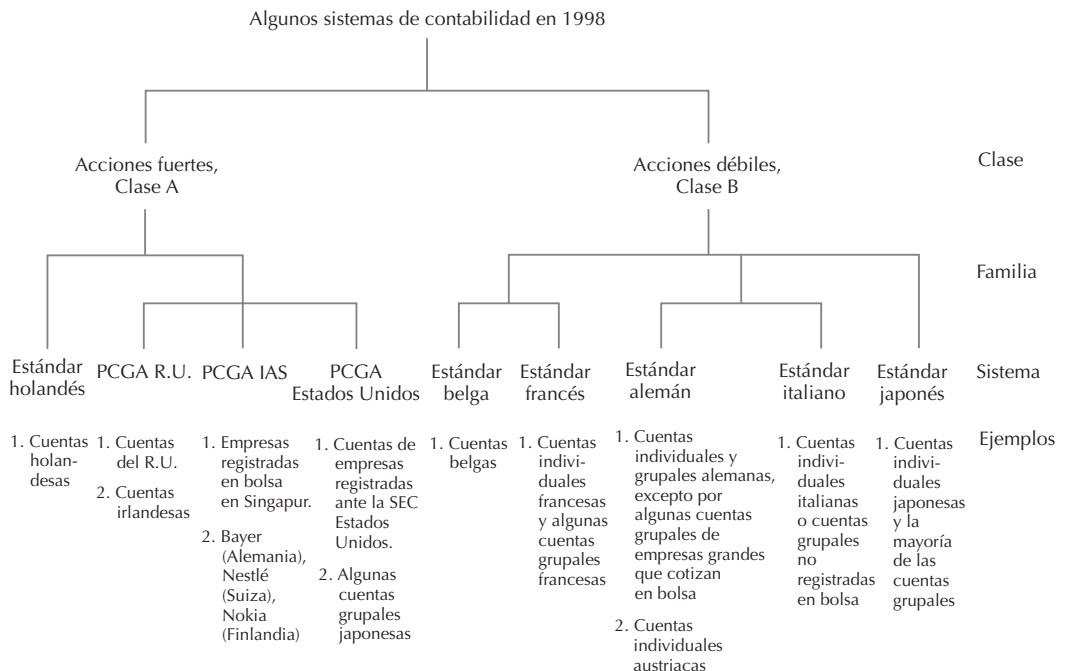 Algunos sistemas de contabilidad en 1998
Acciones fuertes,
Clase A
Acciones débiles,
Clase B
Clase
Familia
Estándar
holandés
PCGA R.U.
PCGA IAS
PCGA
Estados Unidos
Estándar
belga
Estándar
francés
Estándar
alemán
Estándar
italiano
Estándar
japonés
Sistema
1. Cuentas
holan-
desas
1. Cuentas
del R.U.
2. Cuentas
irlandesas
1. Empresas
registradas
en bolsa
en Singapur.
2. Bayer
(Alemania),
Nestlé
(Suiza),
Nokia
(Finlandia)
1. Cuentas de
empresas
registradas
ante la SEC
Estados
Unidos.
2. Algunas
cuentas
grupales
japonesas
1. Cuentas
belgas
1. Cuentas
indivi-
duales
francesas
y algunas
cuentas
grupales
francesas
1. Cuentas
individuales y
grupales alemanas,
excepto por
algunas cuentas
grupales de
empresas grandes
que cotizan
en bolsa
2. Cuentas
individuales
austriacas
1. Cuentas
indivi-
duales
italianas
o cuentas
grupales
no
registradas
en bolsa
1. Cuentas
indivi-
duales
japonesas
y la
mayoría
de las
cuentas
grupales
Ejemplos